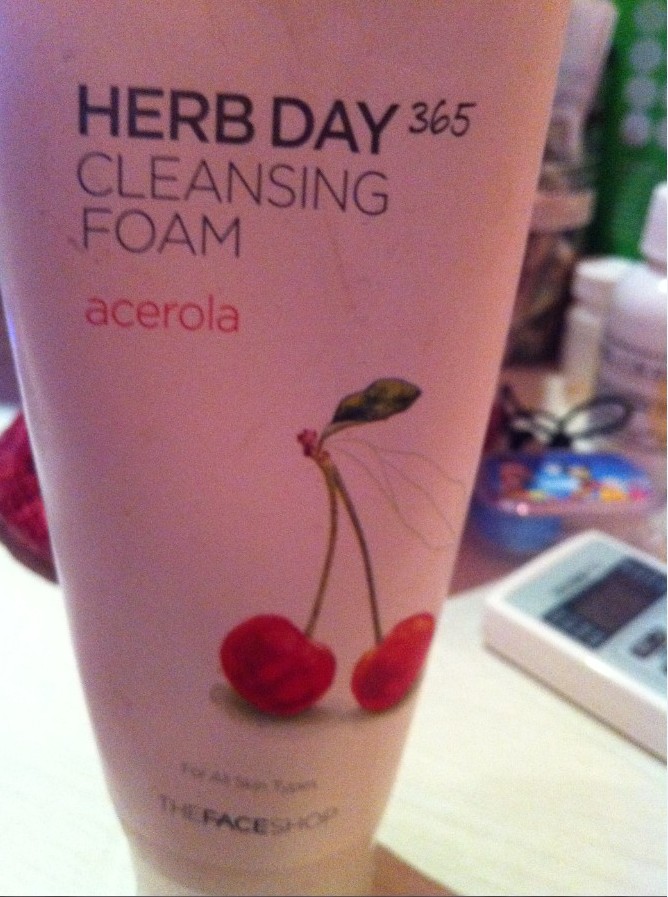 HERB DAY 365
CLEANSING
FOAM
acerola
For All Skin Types
THEFACESHOP